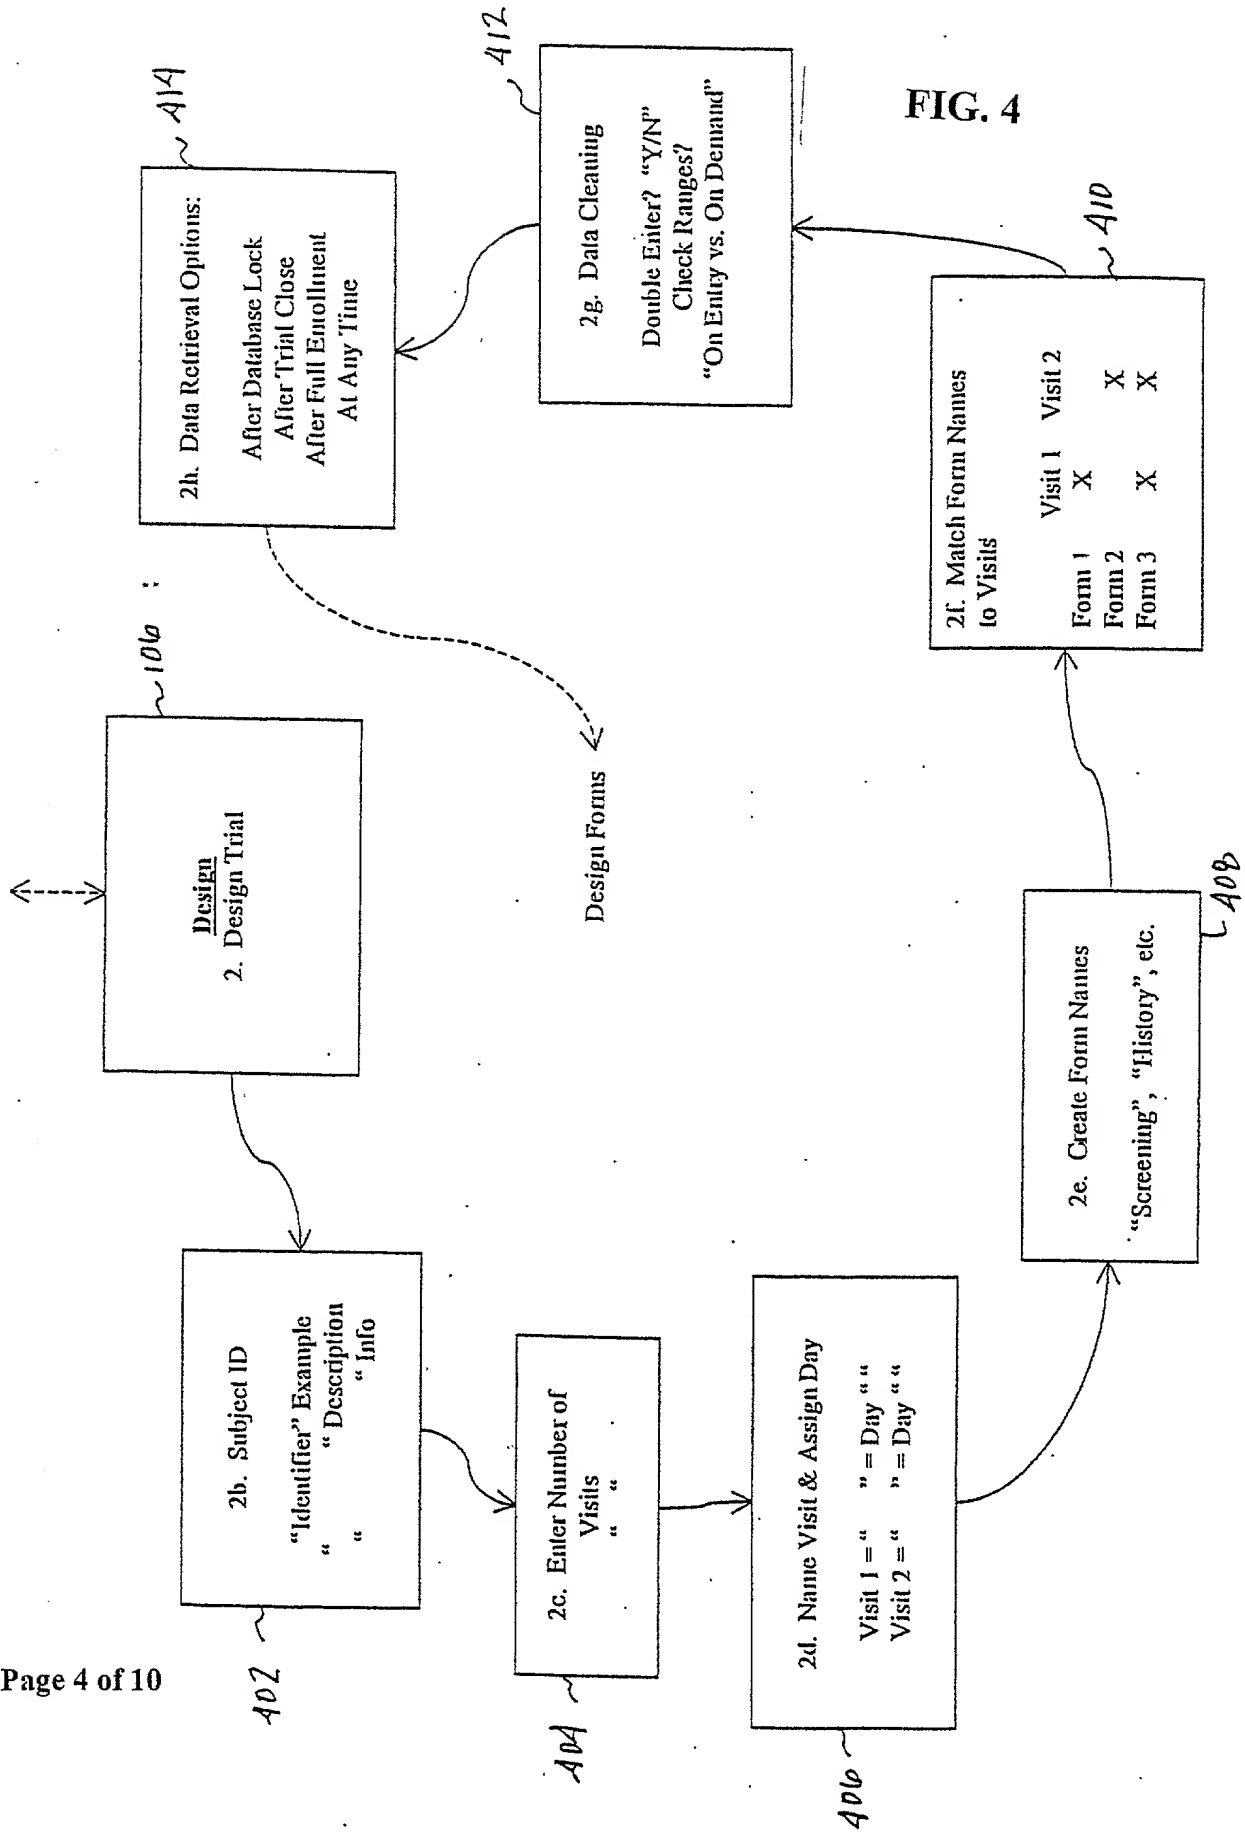 Page 4 of 10
FIG. 4
106
Design
2. Design Trial
402
2b. Subject ID
“Identifier” Example
“ “ Description
“ “ Info
404
2c. Enter Number of
Visits
“ “
406
2d. Name Visit & Assign Day
Visit 1 = “ ” = Day “ “
Visit 2 = “ ” = Day “ “
408
2e. Create Form Names
“Screening”, “History”, etc.
410
2f. Match Form Names
to Visits
Visit 1 Visit 2
Form 1 X
Form 2 X
Form 3 X X
412
2g. Data Cleaning
Double Enter? “Y/N”
Check Ranges?
“On Entry vs. On Demand”
414
2h. Data Retrieval Options:
After Database Lock
After Trial Close
After Full Enrollment
At Any Time
Design Forms